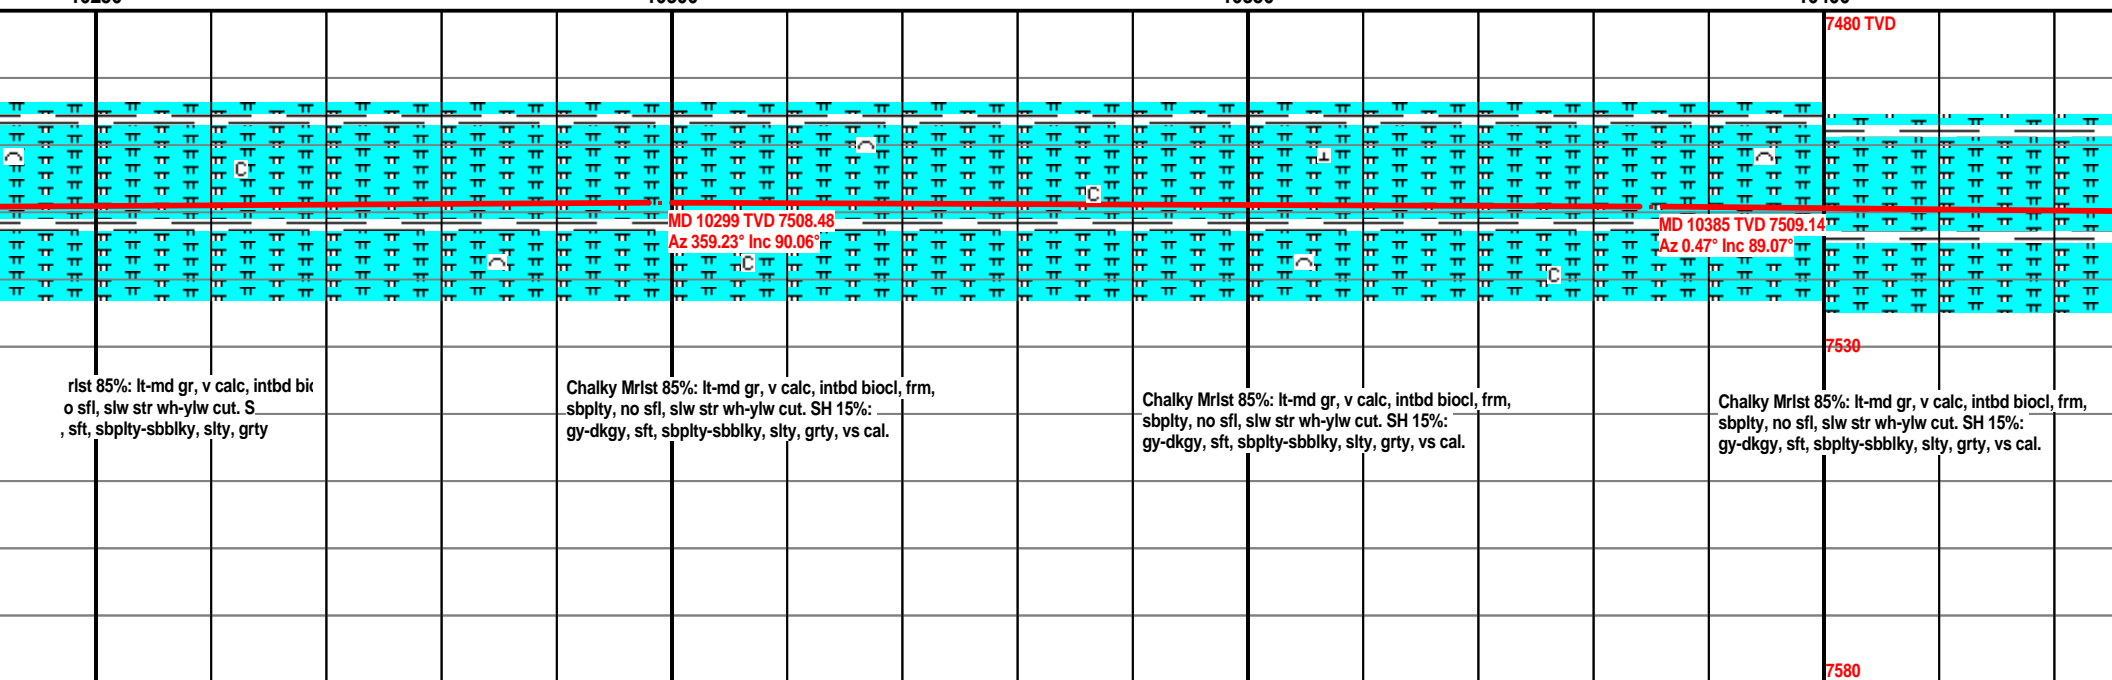 7480 TVD
MD 10299 TVD 7508.48
Az 359.23° Inc 90.06°
MD 10385 TVD 7509.14
Az 0.47° Inc 89.07°
7530
rlst 85%: lt-md gr, v calc, intbd bio
o sfl, slw str wh-ylw cut. S
, sft, sbplty-sbblky, slty, grty
Chalky Mrlst 85%: lt-md gr, v calc, intbd biocl, frm,
sbplty, no sfl, slw str wh-ylw cut. SH 15%:
gy-dkgy, sft, sbplty-sbblky, slty, grty, vs cal.
Chalky Mrlst 85%: lt-md gr, v calc, intbd biocl, frm,
sbplty, no sfl, slw str wh-ylw cut. SH 15%:
gy-dkgy, sft, sbplty-sbblky, slty, grty, vs cal.
Chalky Mrlst 85%: lt-md gr, v calc, intbd biocl, frm,
sbplty, no sfl, slw str wh-ylw cut. SH 15%:
gy-dkgy, sft, sbplty-sbblky, slty, grty, vs cal.
7580